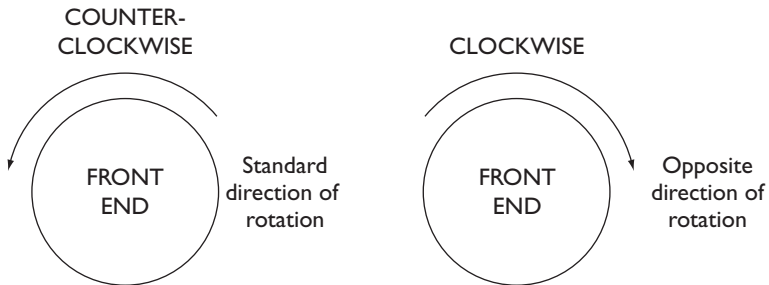 COUNTER-
CLOCKWISE
FRONT
END
Standard
direction of
rotation
CLOCKWISE
FRONT
END
Opposite
direction of
rotation